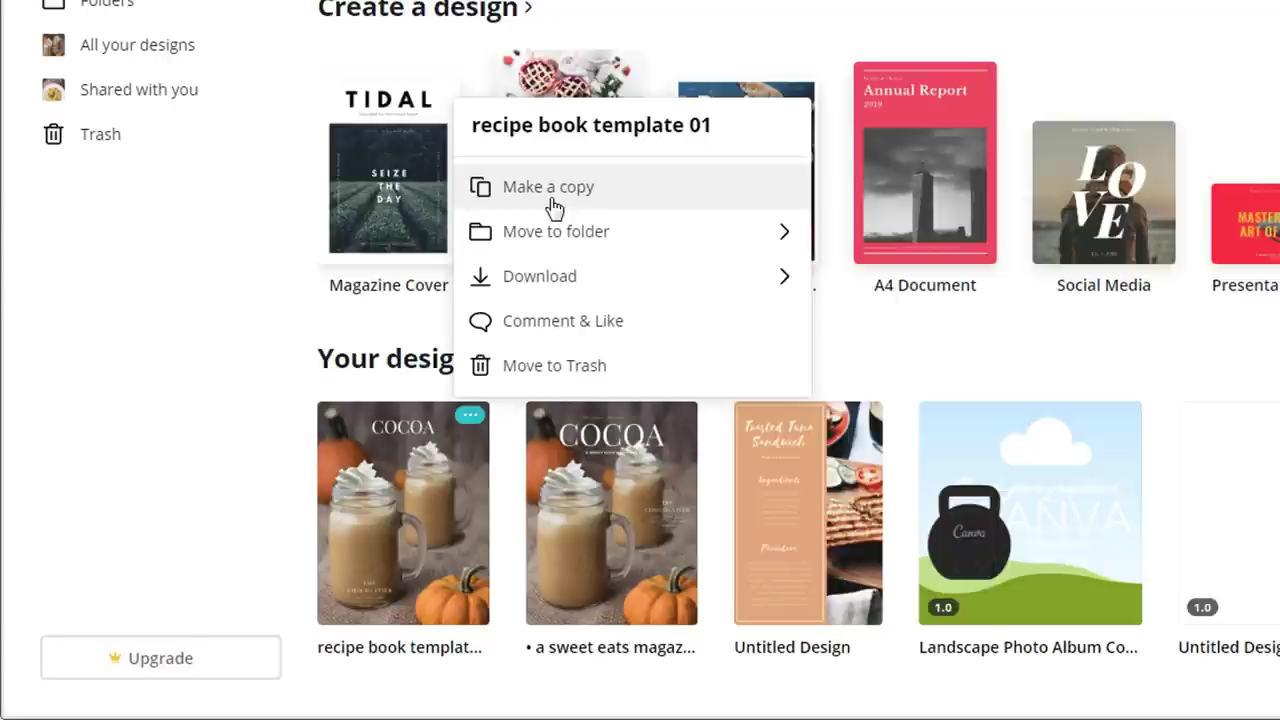 Folders
All your designs
Shared with you
Trash
Create a design
TIDAL
SEIZE
THE
DAY
Magazine Cover
Annual Report
2019
A4 Document
LOVE
Social Media
MASTER
ART OF
Presenta
recipe book template 01
Make a copy
Move to folder
Download
Comment & Like
Move to Trash
Your desig
COCOA
COCOA
Toasted Tuna
Sandwich
Ingredients
Procedure
Canva
CANVA
1.0
1.0
recipe book templat...
• a sweet eats magaz...
Untitled Design
Landscape Photo Album Co...
Untitled Desig
Upgrade